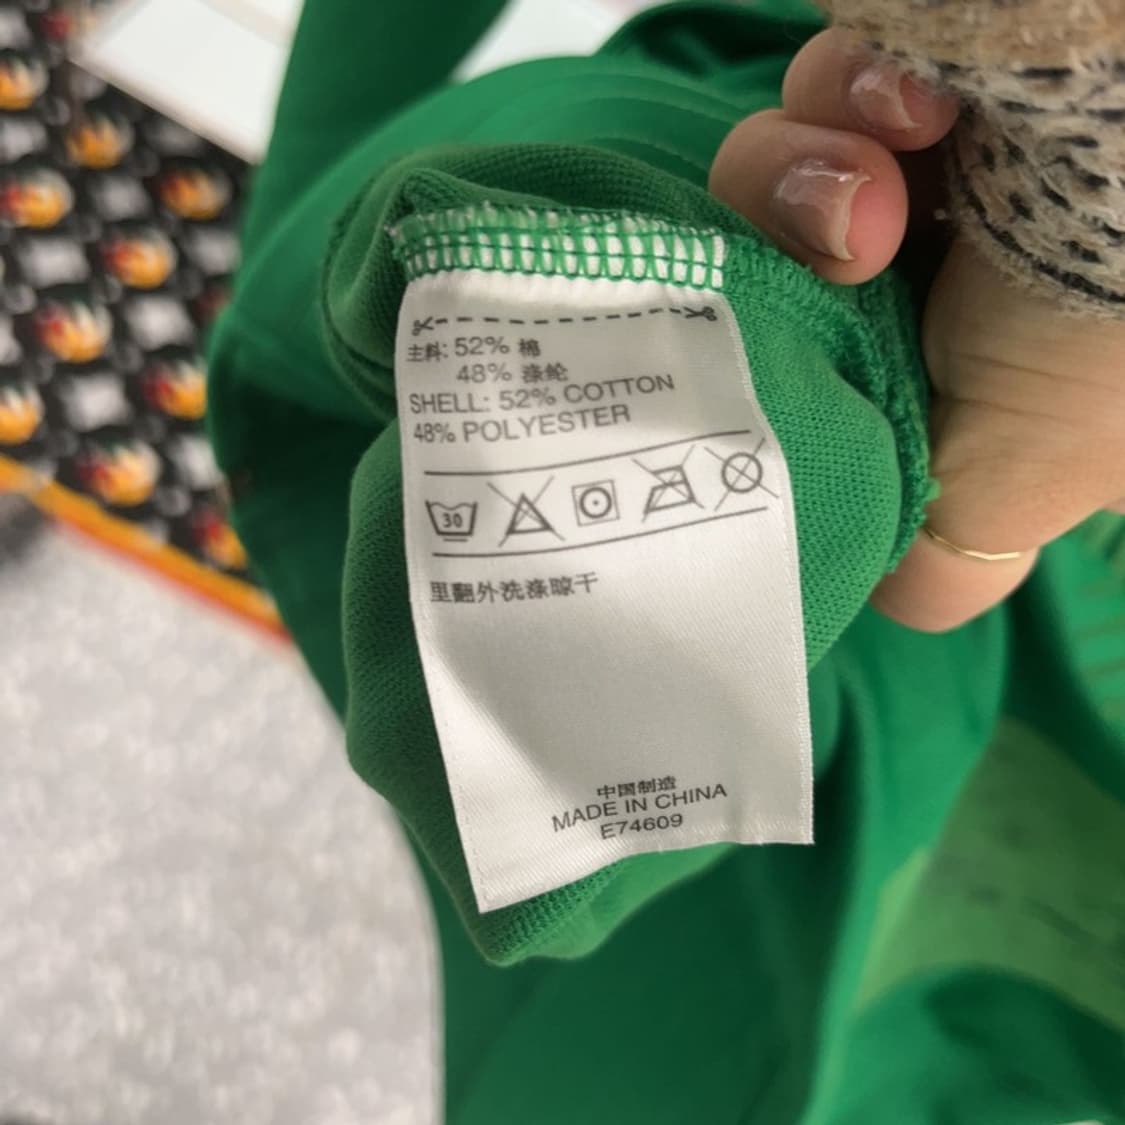 主料: 52% 棉
48% 涤纶
SHELL: 52% COTTON
48% POLYESTER
30
里翻外洗涤晾干
中国制造
MADE IN CHINA
E74609